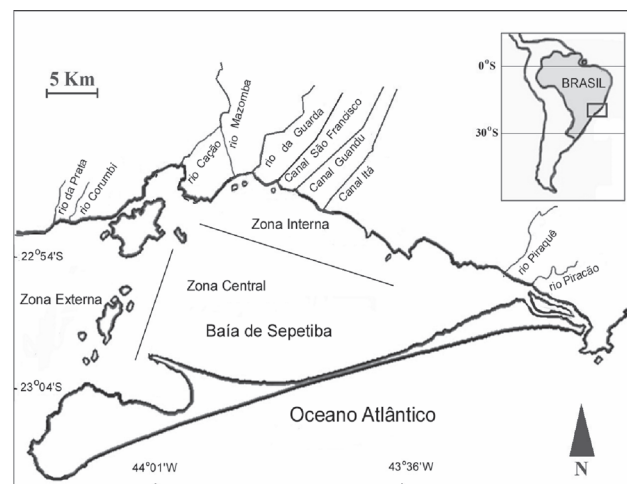 5 Km
0°S
BRASIL
30°S
rio da Prata
rio Corumbi
rio Cação
rio Mazomba
rio da Guarda
Canal São Francisco
Canal Guandu
Canal Itá
Zona Interna
rio Piraquê
rio Piracão
22°54'S
Zona Central
Zona Externa
Baía de Sepetiba
23°04'S
Oceano Atlântico
N
44°01'W
43°36'W